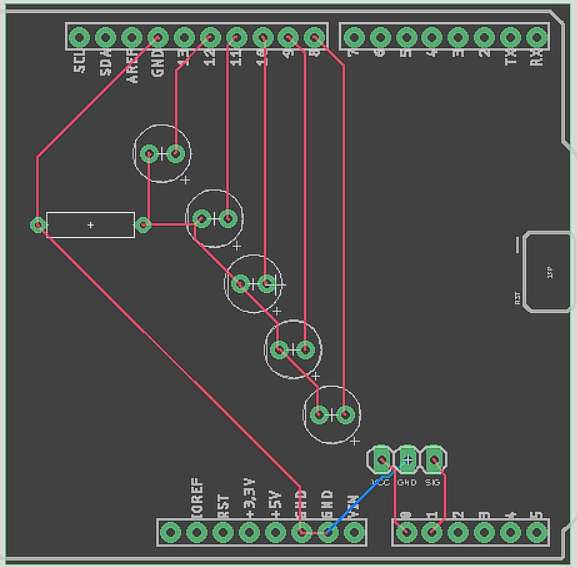 SCL SDA AREF GND 13 12 11 10 9 8 7 6 5 4 3 2 TX RX
+ 
+
+
+
+
ISP
RST
VCC GND SIG
IOREF RST +3,3V +5V GND GND VIN 0 1 2 3 4 5